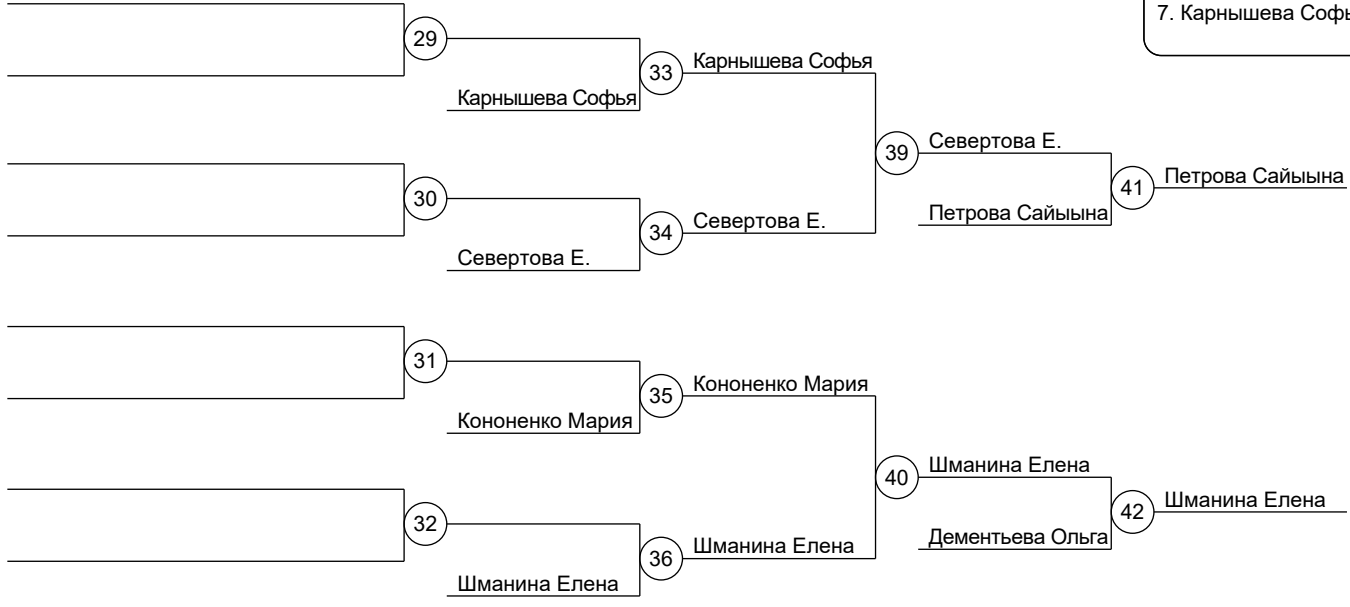 7. Карнышева Софь
29
33
Карнышева Софья
Карнышева Софья
39
Севертова Е.
41
Петрова Сайыына
30
34
Севертова Е.
Петрова Сайыына
Севертова Е.
31
35
Кононенко Мария
Кононенко Мария
40
Шманина Елена
42
Шманина Елена
32
36
Шманина Елена
Дементьева Ольга
Шманина Елена